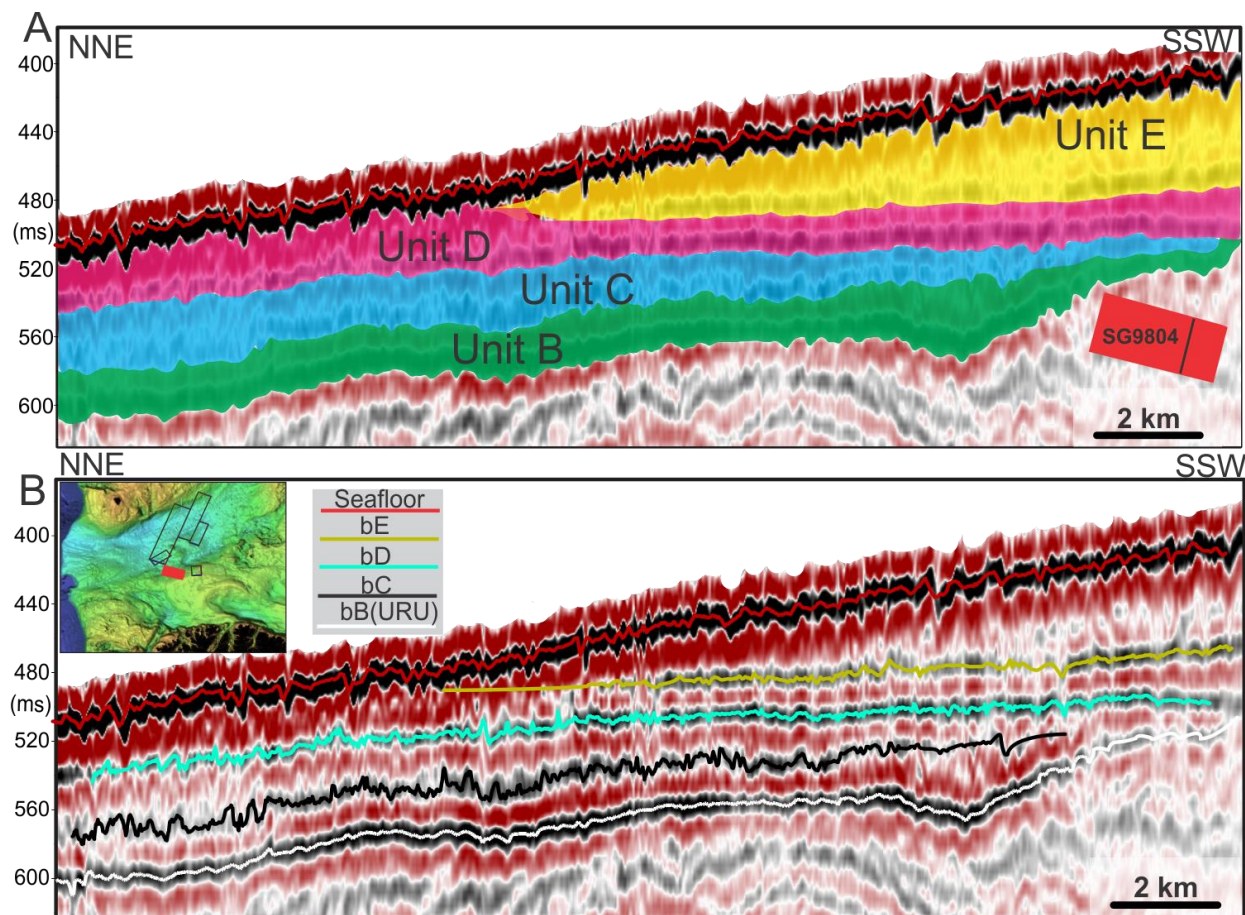 A
NNE
SSW
400
440
480
(ms)
520
560
600
Unit E
Unit D
Unit C
Unit B
SG9804
2 km
B
NNE
SSW
400
440
480
(ms)
520
560
600
Seafloor
bE
bD
bC
bB(URU)
2 km